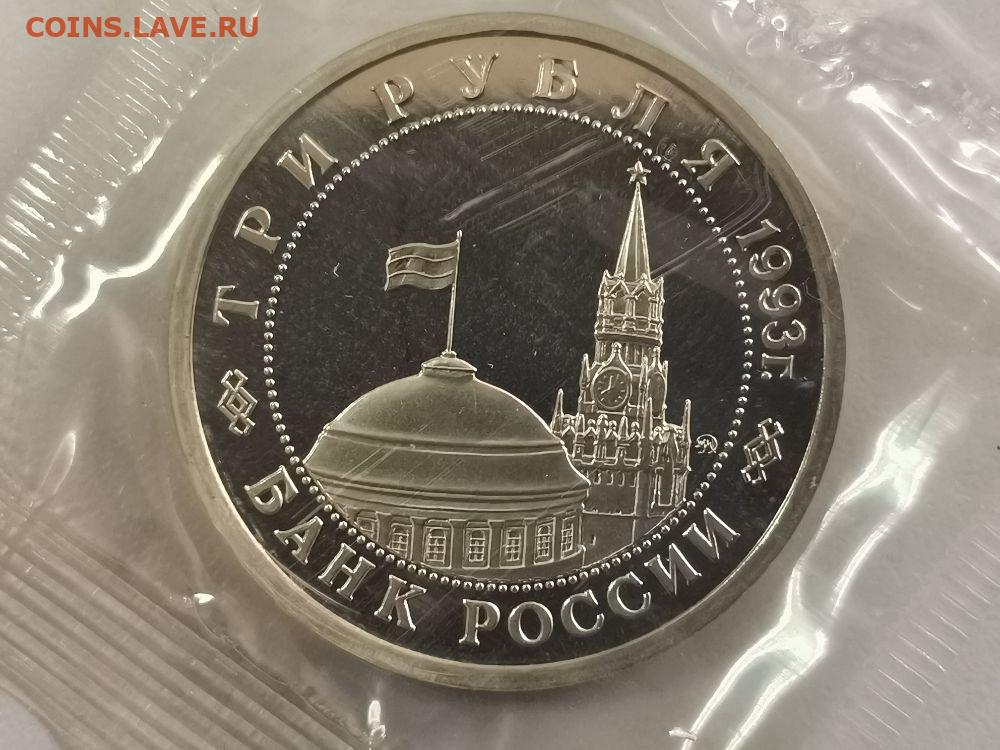 COINS.LAVE.RU
ТРИ РУБЛЯ 1993г.
БАНК РОССИИ